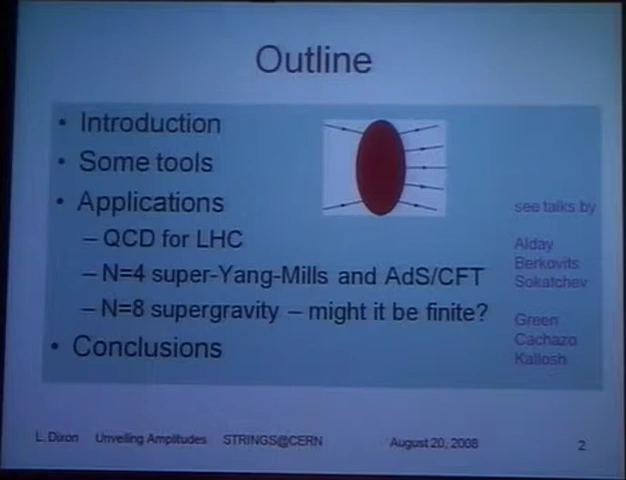 Outline
• Introduction
• Some tools
• Applications
– QCD for LHC
– N=4 super-Yang-Mills and AdS/CFT
– N=8 supergravity – might it be finite?
• Conclusions
see talks by
Alday
Berkovits
Sokatchev
Green
Cachazo
Kallosh
L. Dixon Unveiling Amplitudes STRINGS@CERN August 20, 2008 2